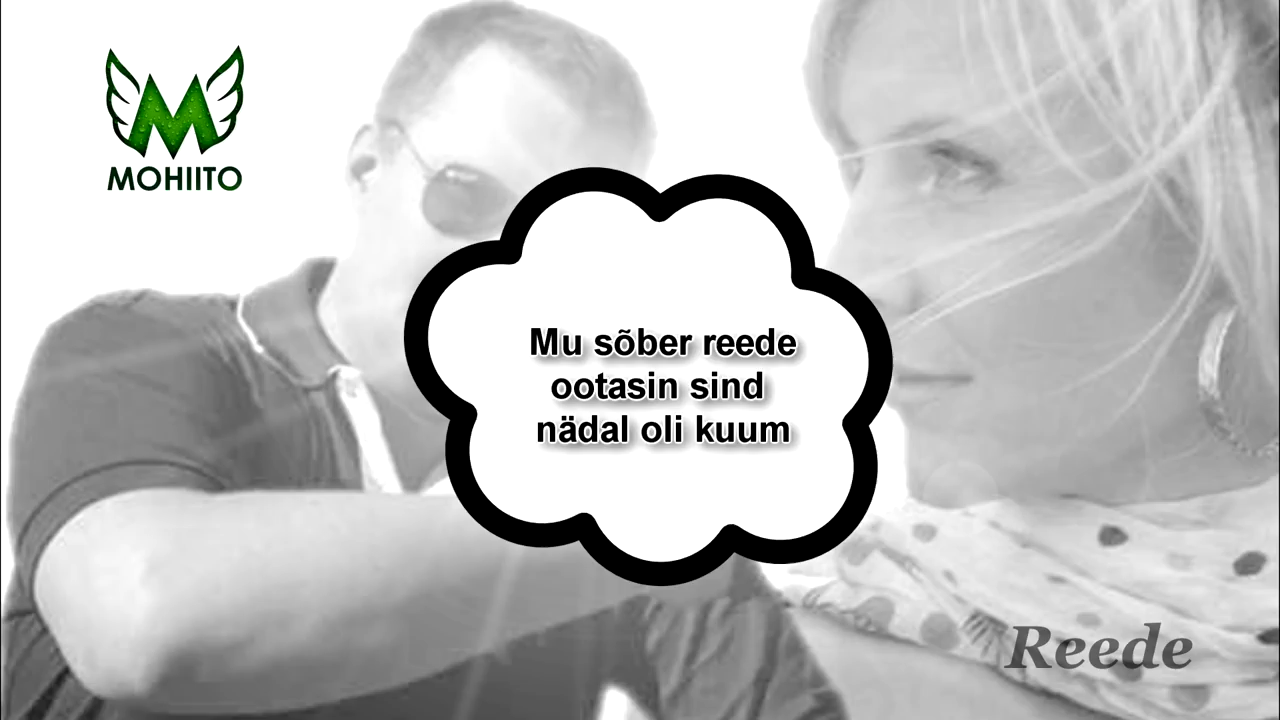 MOHIITO
Mu sõber reede
ootasin sind
nädal oli kuum
Reede